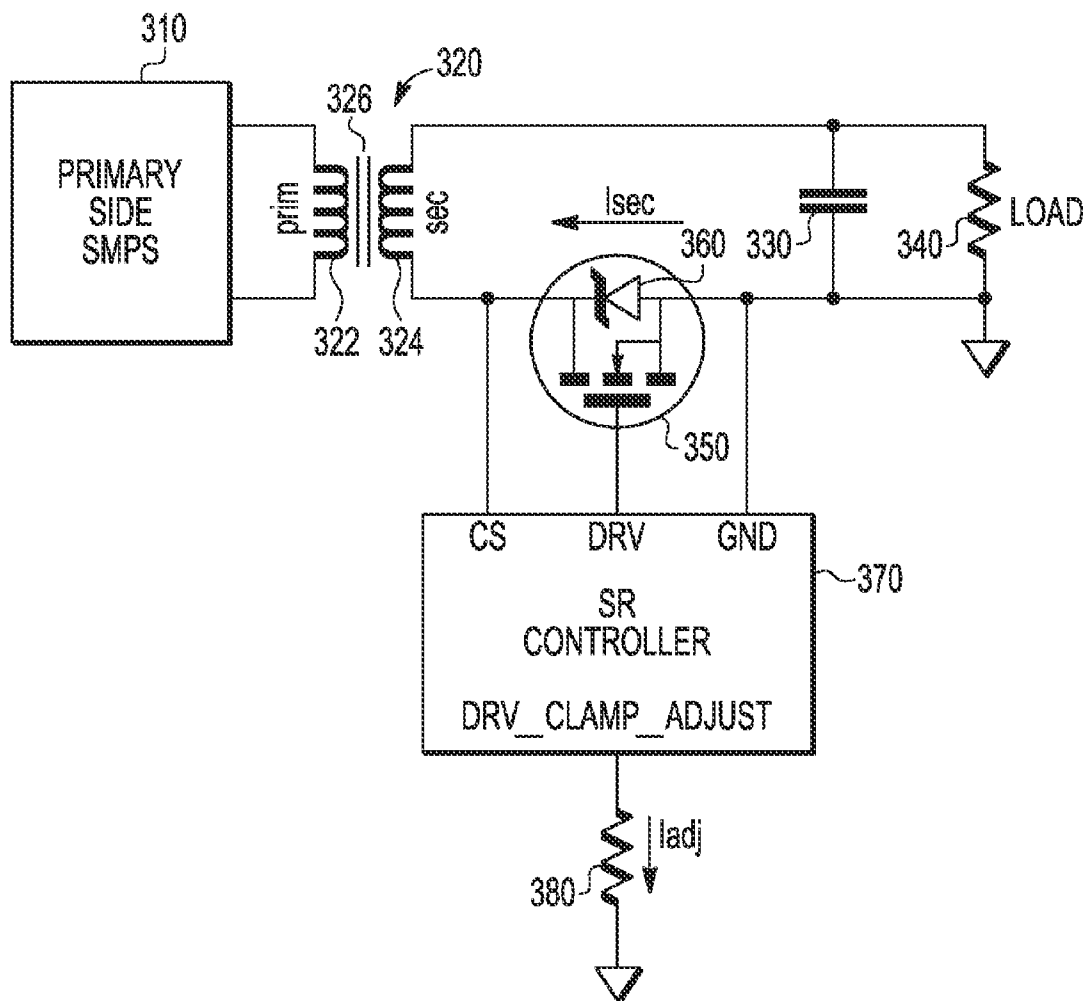 310
320
326
PRIMARY
SIDE
SMPS
prim
sec
Isec
360
330
340
LOAD
322
324
350
CS DRV GND
370
SR
CONTROLLER
DRV_CLAMP_ADJUST
Iadj
380